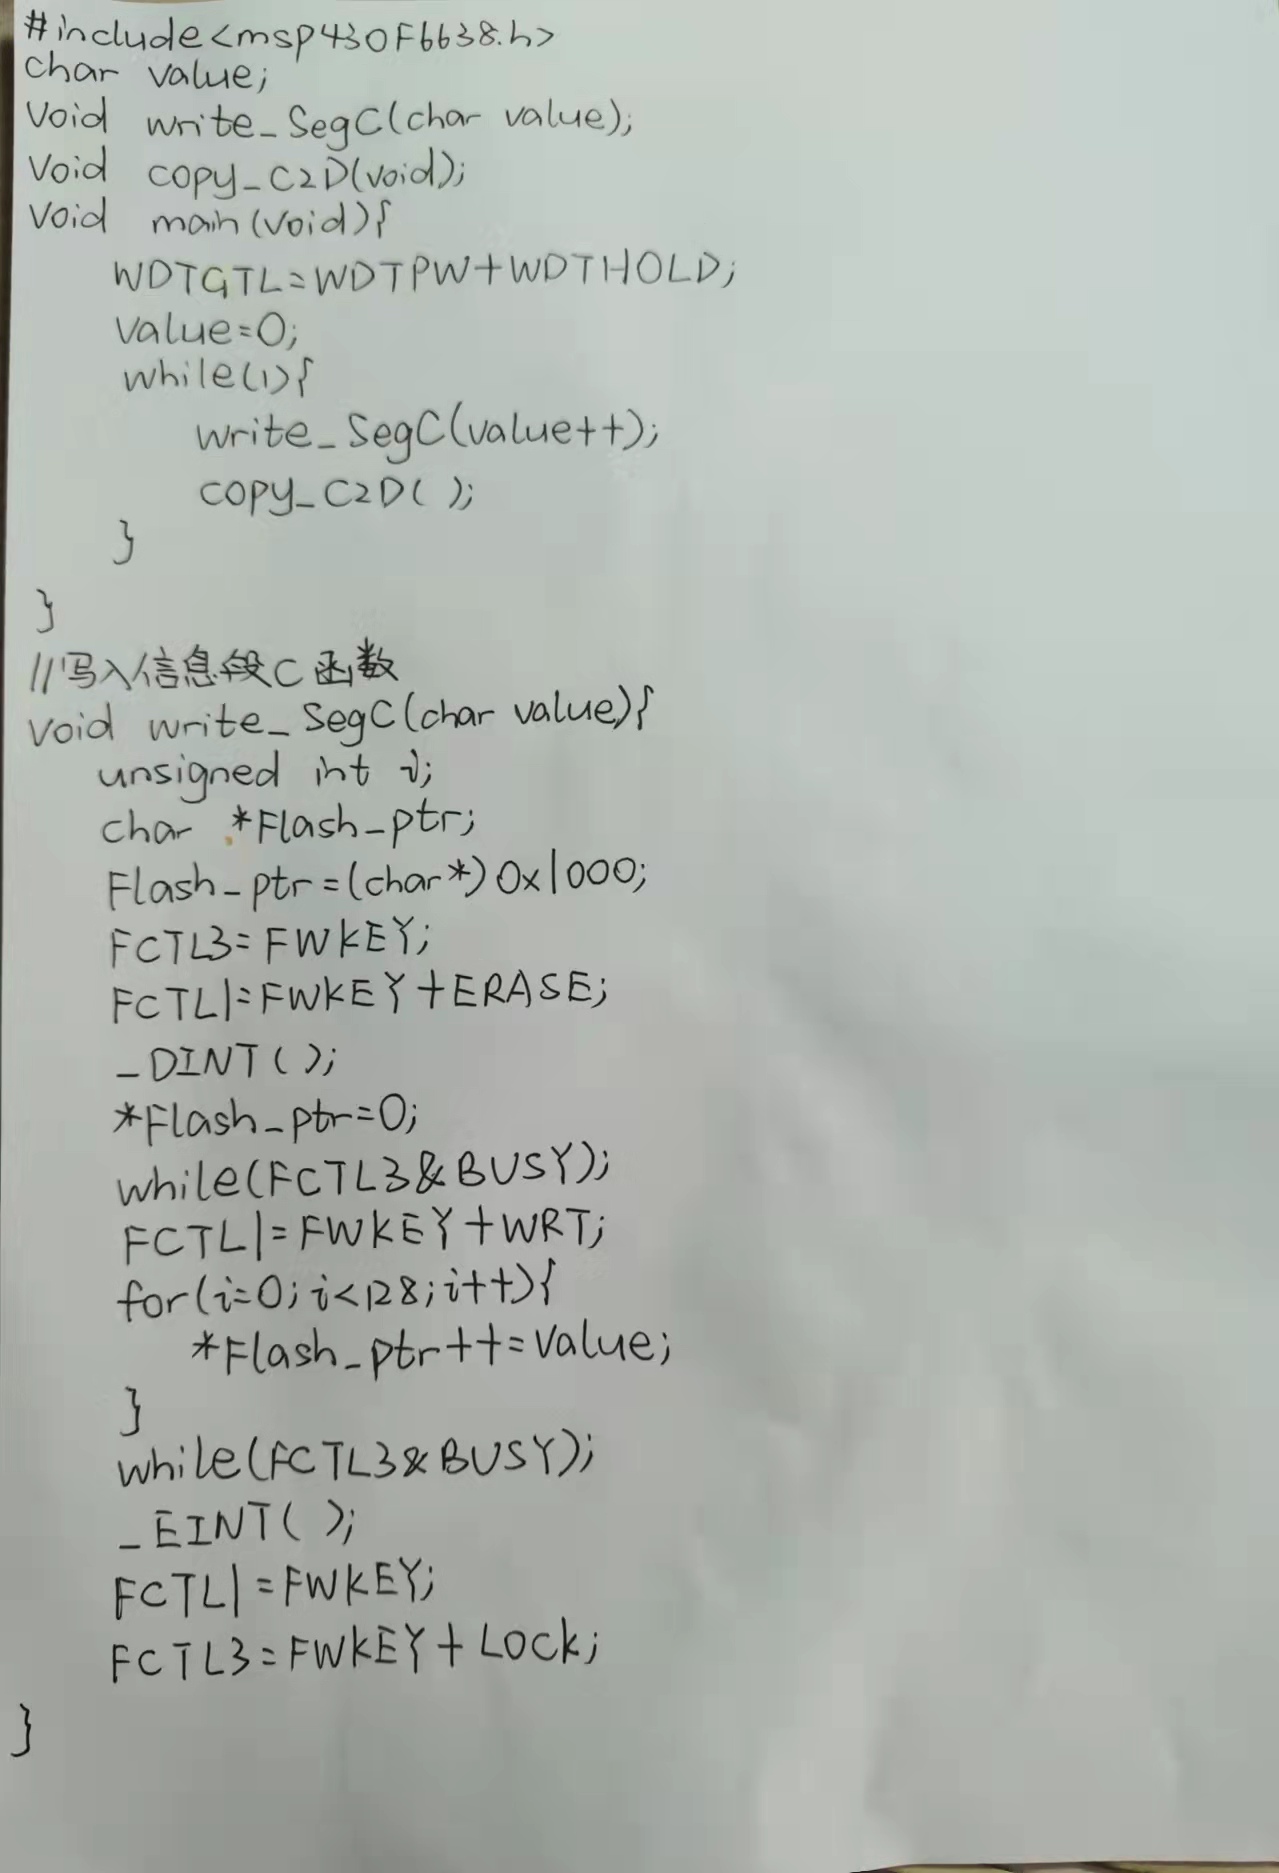 #include<msp430F6638.h>
char value;
void write_SegC(char value);
void copy_C2D(void);
void main(void){
WDTGTL=WDTPW+WDTHOLD;
value=0;
while(1){
write_SegC(value++);
copy_C2D( );
}
}
//写入信息段C函数
void write_SegC(char value){
unsigned int i;
char *Flash_ptr;
Flash_ptr=(char*)0x1000;
FCTL3=FWKEY;
FCTL1=FWKEY+ERASE;
_DINT( );
*Flash_ptr=0;
while(FCTL3&BUSY);
FCTL1=FWKEY+WRT;
for(i=0;i<128;i++){
*Flash_ptr++=value;
}
while(FCTL3&BUSY);
_EINT( );
FCTL1=FWKEY;
FCTL3=FWKEY+LOCK;
}